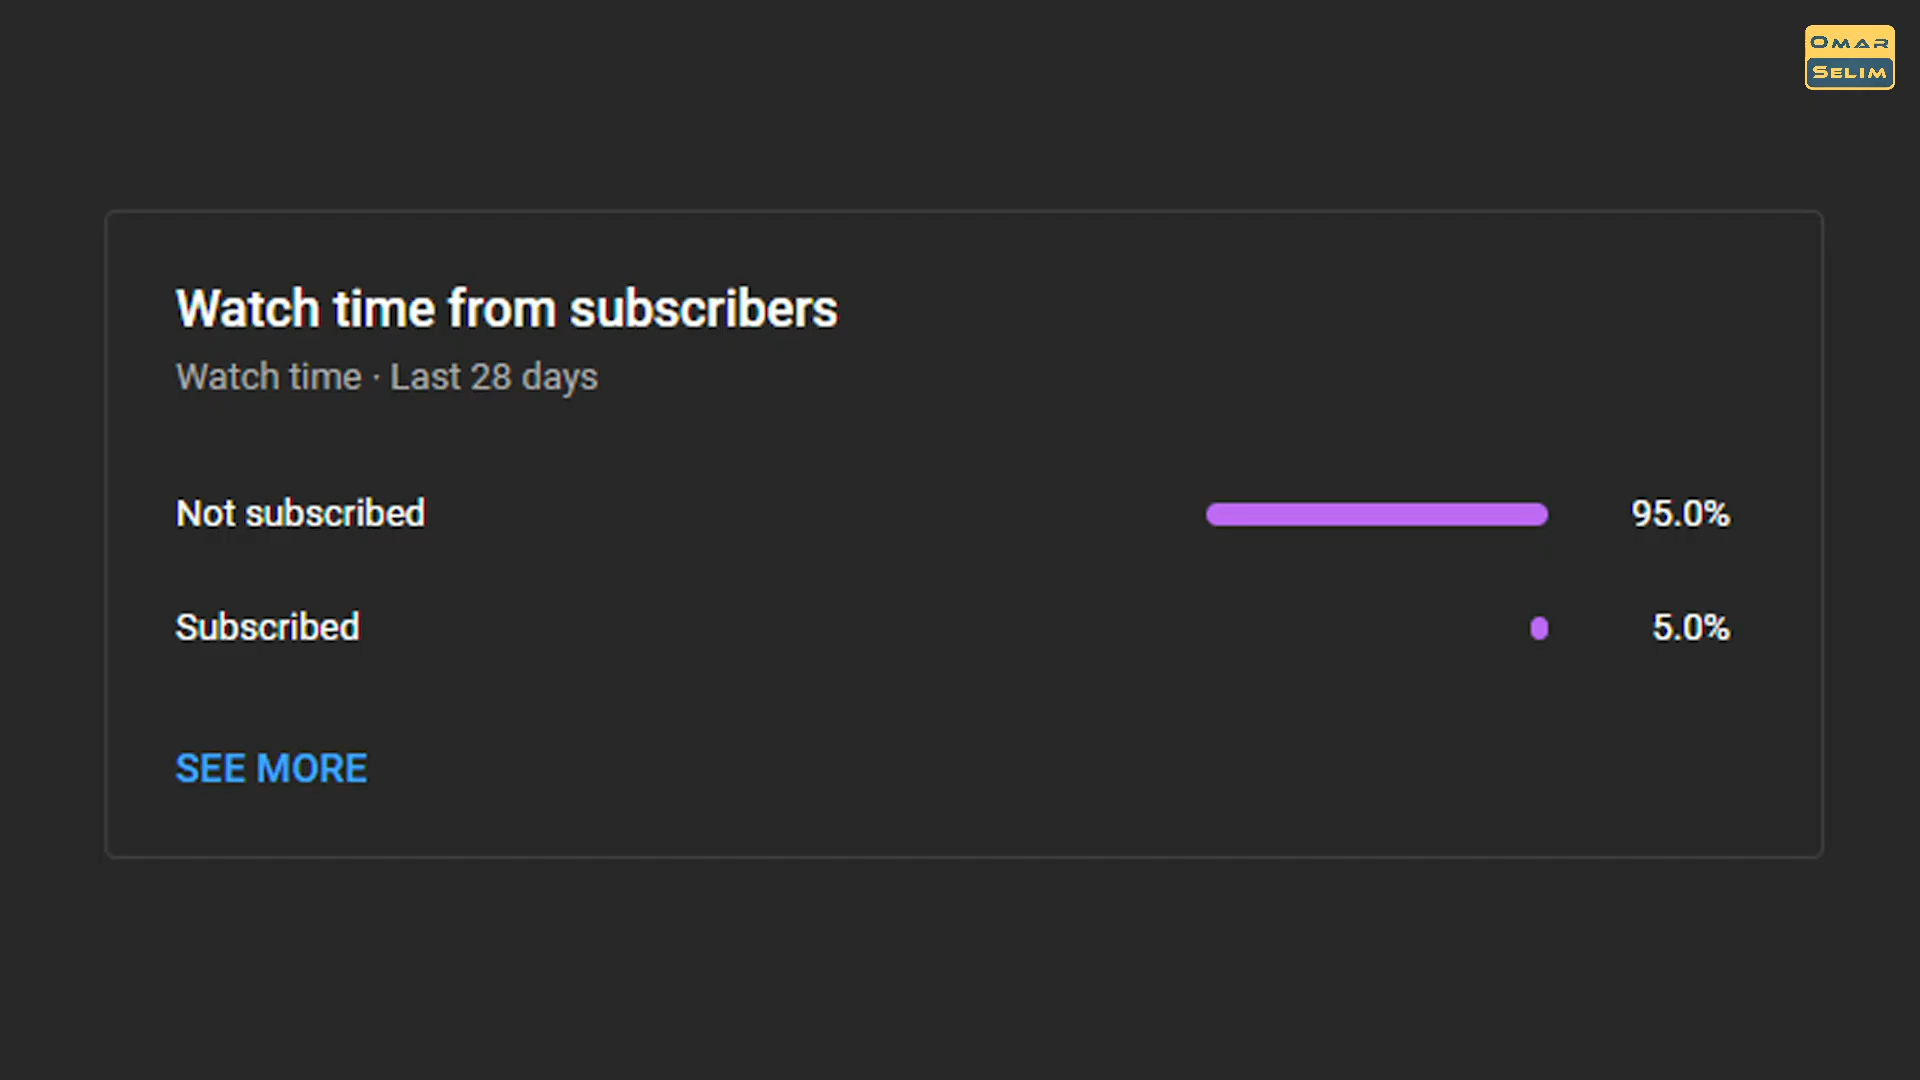 OMAR
SELIM
Watch time from subscribers
Watch time · Last 28 days
Not subscribed 95.0%
Subscribed 5.0%
SEE MORE